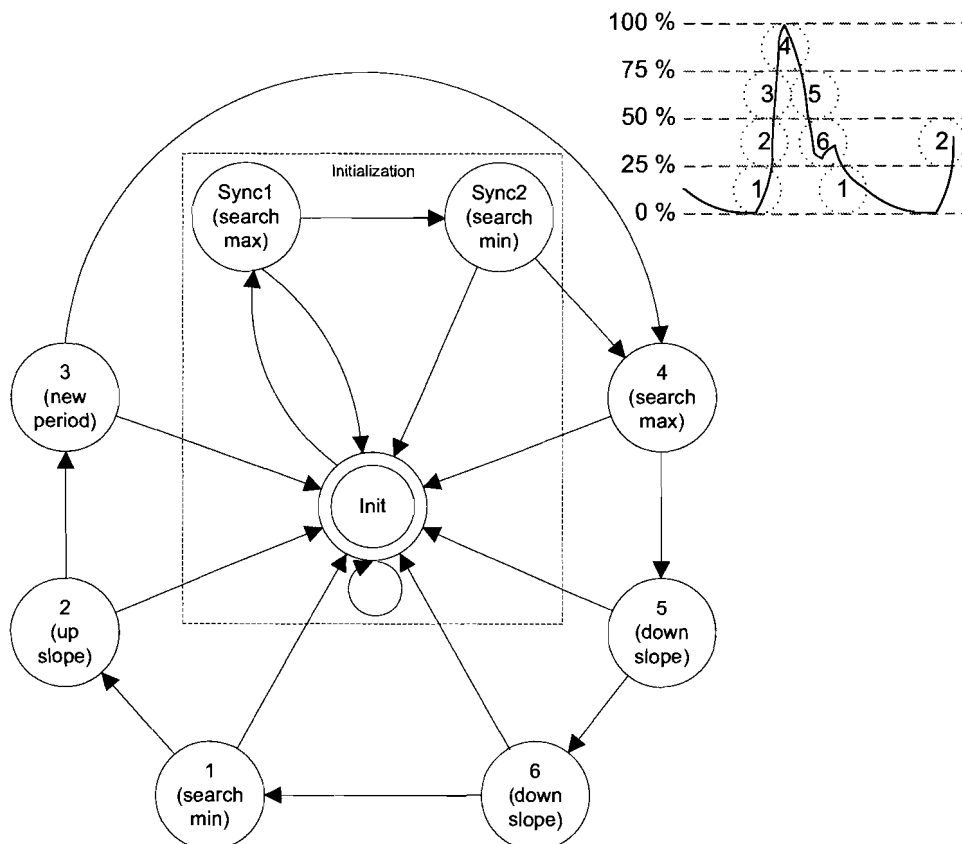 100 %
4
75 %
3
5
50 %
2
6
2
25 %
1
1
0 %
Initialization
Sync1
(search
max)
Sync2
(search
min)
3
(new
period)
4
(search
max)
Init
2
(up
slope)
5
(down
slope)
1
(search
min)
6
(down
slope)